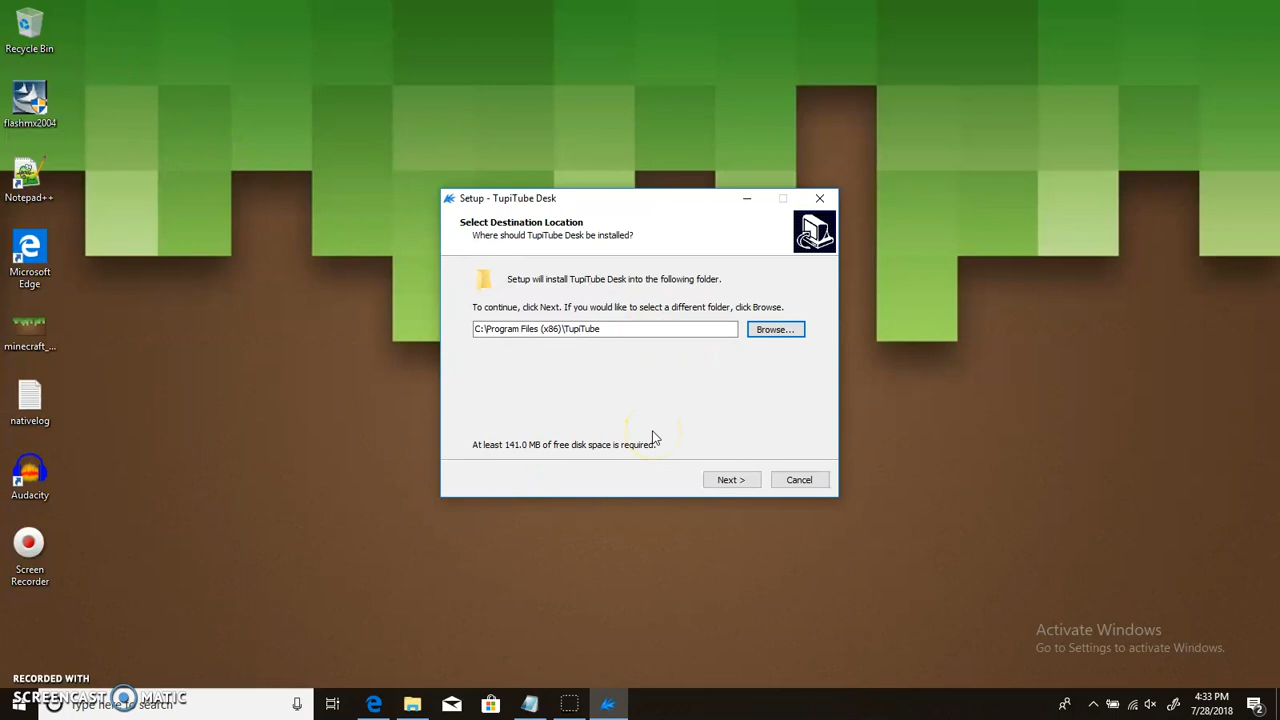 Recycle Bin
flashmx2004
Notepad++
Microsoft
Edge
minecraft_...
nativelog
Audacity
Screen
Recorder
Setup - TupiTube Desk
Select Destination Location
Where should TupiTube Desk be installed?
Setup will install TupiTube Desk into the following folder.
To continue, click Next. If you would like to select a different folder, click Browse.
C:\Program Files (x86)\TupiTube
Browse...
At least 141.0 MB of free disk space is required.
Next >
Cancel
Activate Windows
Go to Settings to activate Windows.
RECORDED WITH
SCREENCAST MATIC
Type here to search
4:33 PM
7/28/2018
2